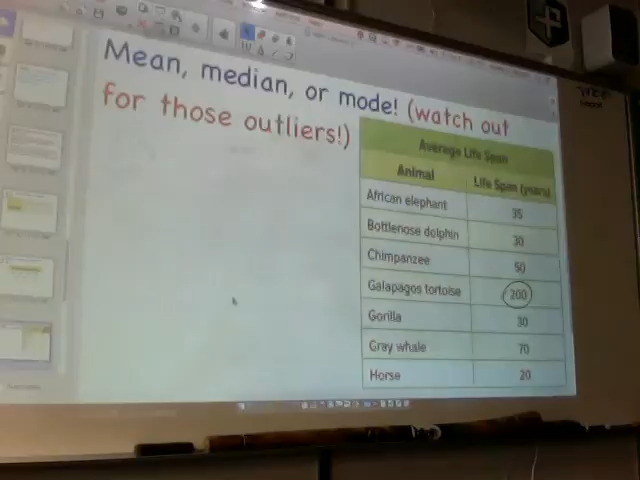 Mean, median, or mode! (watch out
for those outliers!)
Average Life Span
Animal Life Span (years)
African elephant 35
Bottlenose dolphin 30
Chimpanzee 50
Galapagos tortoise 200
Gorilla 30
Gray whale 70
Horse 20